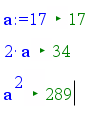 a:=17 ▸ 17
2· a ▸ 34
a² ▸ 289